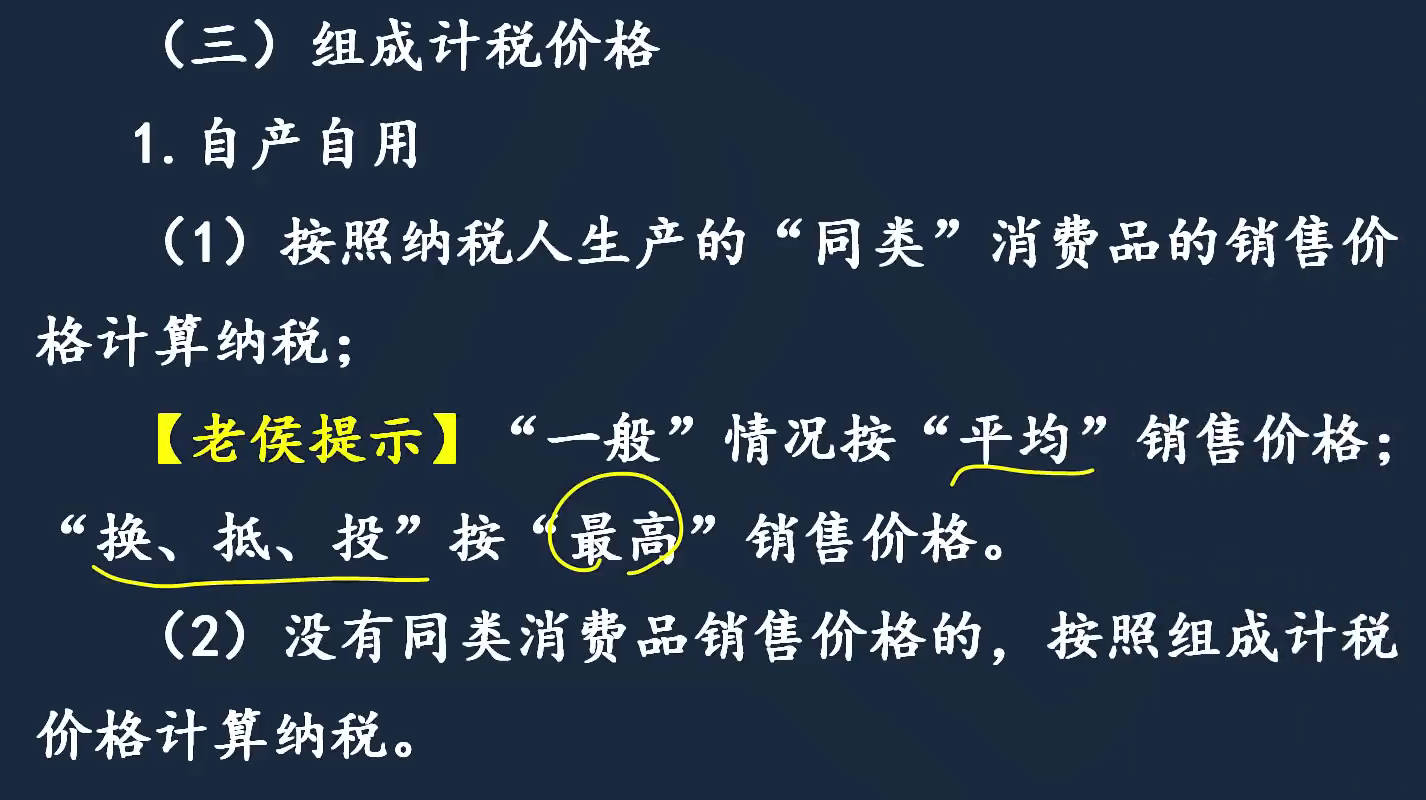 （三）组成计税价格
1.自产自用
（1）按照纳税人生产的“同类”消费品的销售价
格计算纳税；
【老侯提示】“一般”情况按“平均”销售价格；
“换、抵、投”按“最高”销售价格。
（2）没有同类消费品销售价格的，按照组成计税
价格计算纳税。